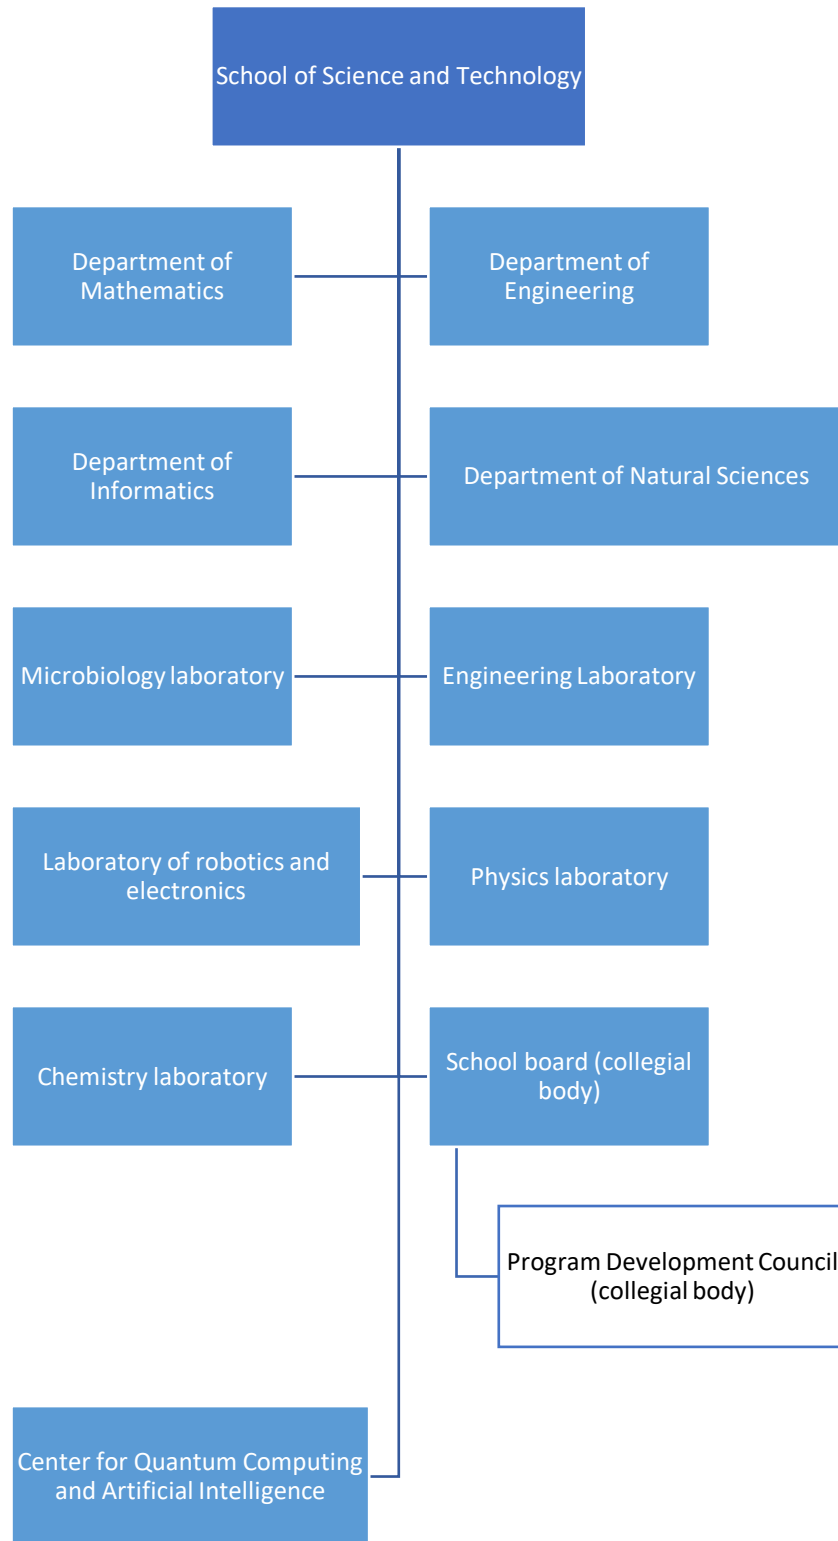 School of Science and Technology
Department of
Mathematics
Department of
Engineering
Department of
Informatics
Department of Natural Sciences
Microbiology laboratory
Engineering Laboratory
Laboratory of robotics and
electronics
Physics laboratory
Chemistry laboratory
School board (collegial
body)
Program Development Council
(collegial body)
Center for Quantum Computing
and Artificial Intelligence